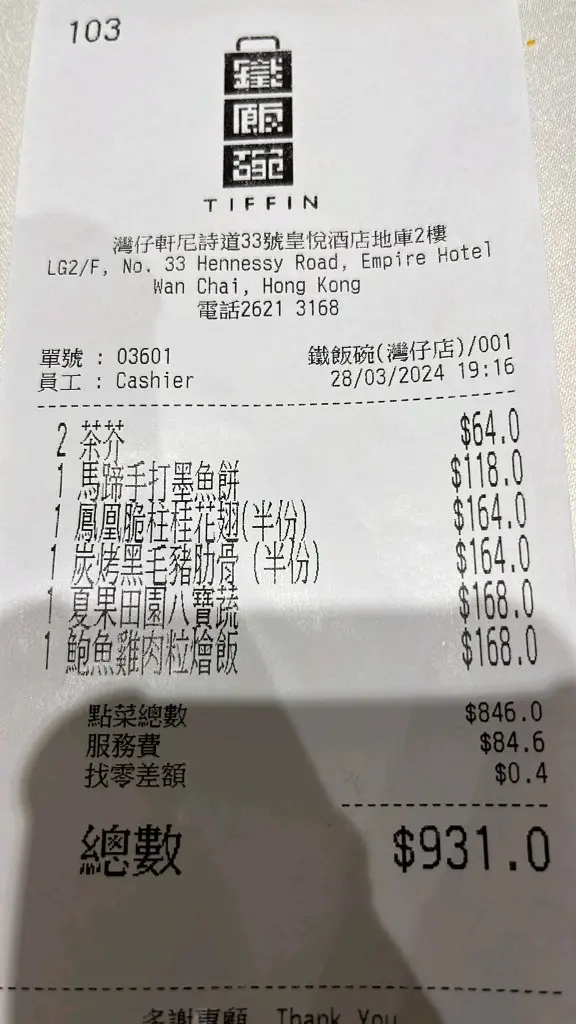 103
鐵
飯
碗
TIFFIN
灣仔軒尼詩道33號皇悅酒店地庫2樓
LG2/F, No. 33 Hennessy Road, Empire Hotel
Wan Chai, Hong Kong
電話2621 3168
單號 : 03601 鐵飯碗(灣仔店)/001
員工 : Cashier 28/03/2024 19:16
2 茶芥 $64.0
1 馬蹄手打墨魚餅 $118.0
1 鳳凰脆柱桂花翅(半份) $164.0
1 炭烤黑毛豬肋骨 (半份) $164.0
1 夏果田園八寶蔬 $168.0
1 鮑魚雞肉粒燴飯 $168.0
點菜總數 $846.0
服務費 $84.6
找零差額 $0.4
總數 $931.0
多謝惠顧 Thank You